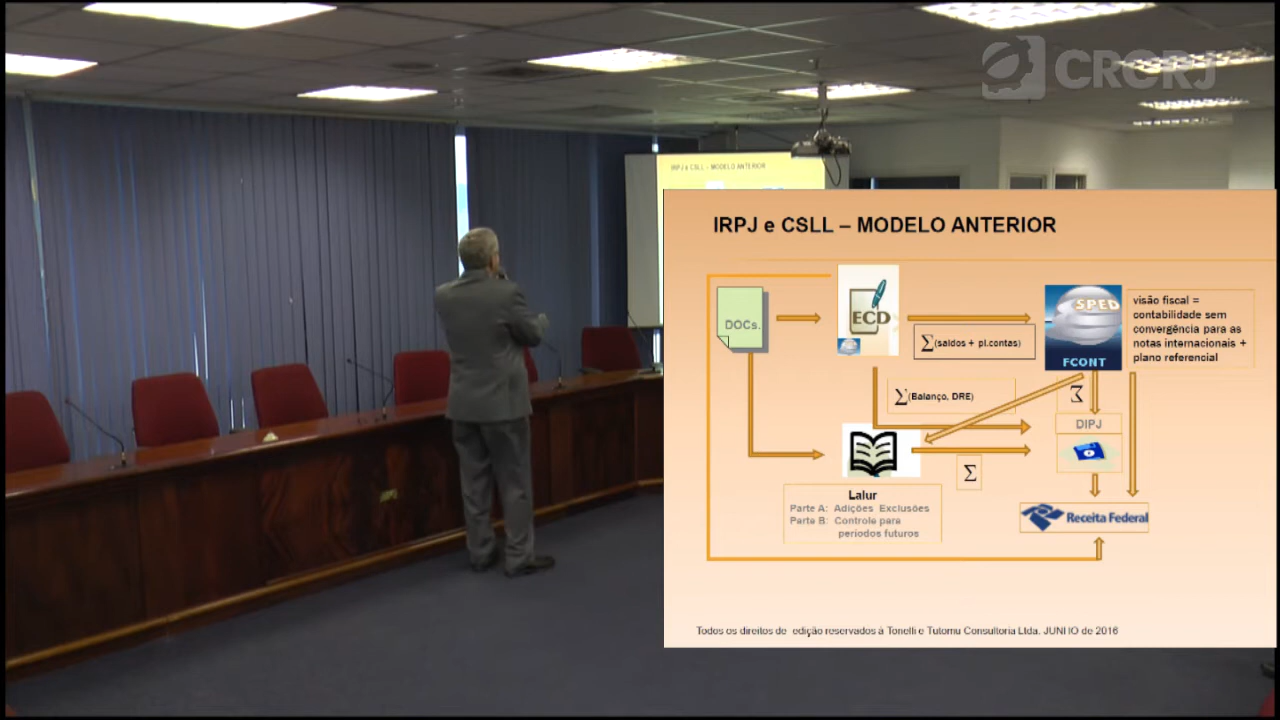 CRCRJ
IRPJ e CSLL – MODELO ANTERIOR
IRPJ e CSLL – MODELO ANTERIOR
DOCs.
ECD
∑(saldos + pl.contas)
SPED
FCONT
visão fiscal =
contabilidade sem
convergência para as
notas internacionais +
plano referencial
∑(Balanço, DRE)
∑
DIPJ
∑
Lalur
Parte A: Adições Exclusões
Parte B: Controle para
períodos futuros
Receita Federal
Todos os direitos de edição reservados à Tonelli e Tutomu Consultoria Ltda. JUNHO de 2016